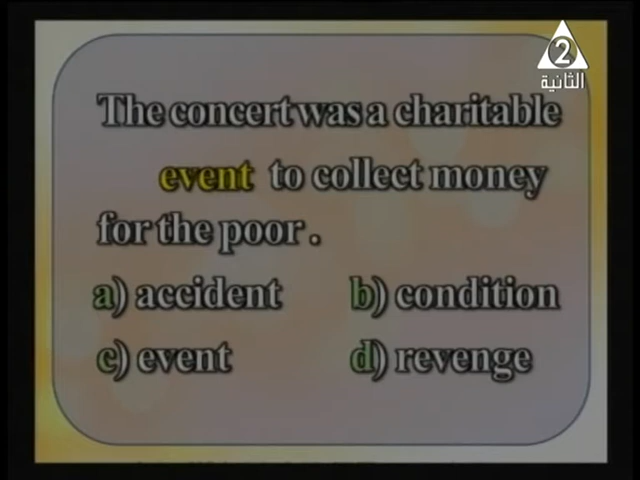 2
الثانية
The concert was a charitable
event to collect money
for the poor .
a) accident b) condition
c) event d) revenge